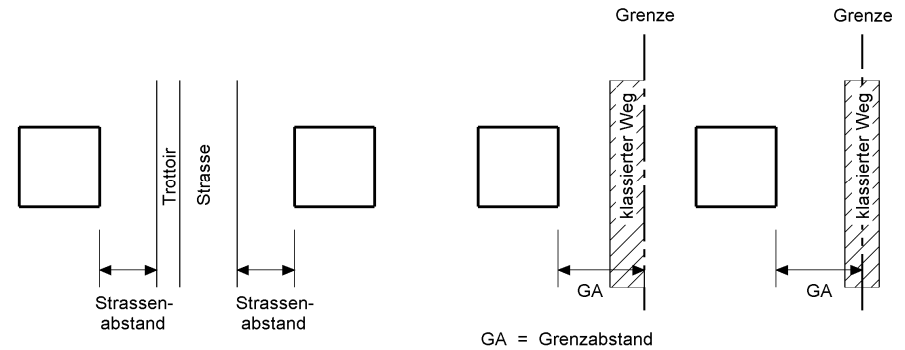 Grenze
Grenze
Trottoir
Strasse
klassierter Weg
klassierter Weg
Strassen-
abstand
Strassen-
abstand
GA
GA
GA = Grenzabstand